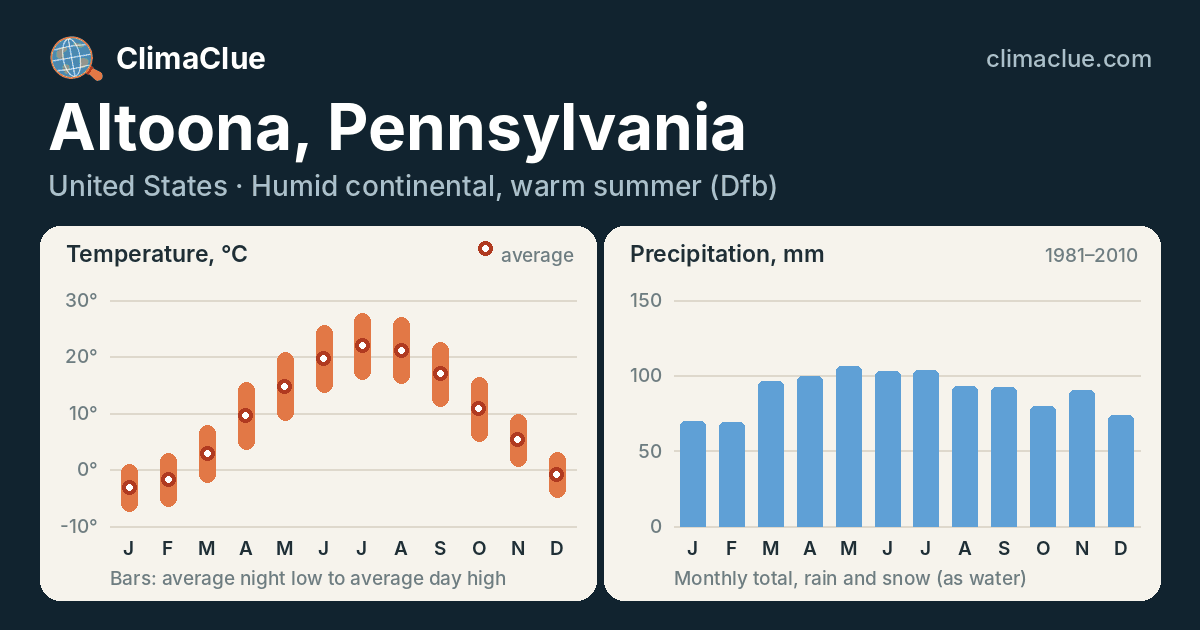 ClimaClue
climaclue.com
Altoona, Pennsylvania
United States · Humid continental, warm summer (Dfb)
Temperature, °C
average
30°
20°
10°
0°
-10°
J F M A M J J A S O N D
Bars: average night low to average day high
Precipitation, mm
1981–2010
150
100
50
0
J F M A M J J A S O N D
Monthly total, rain and snow (as water)